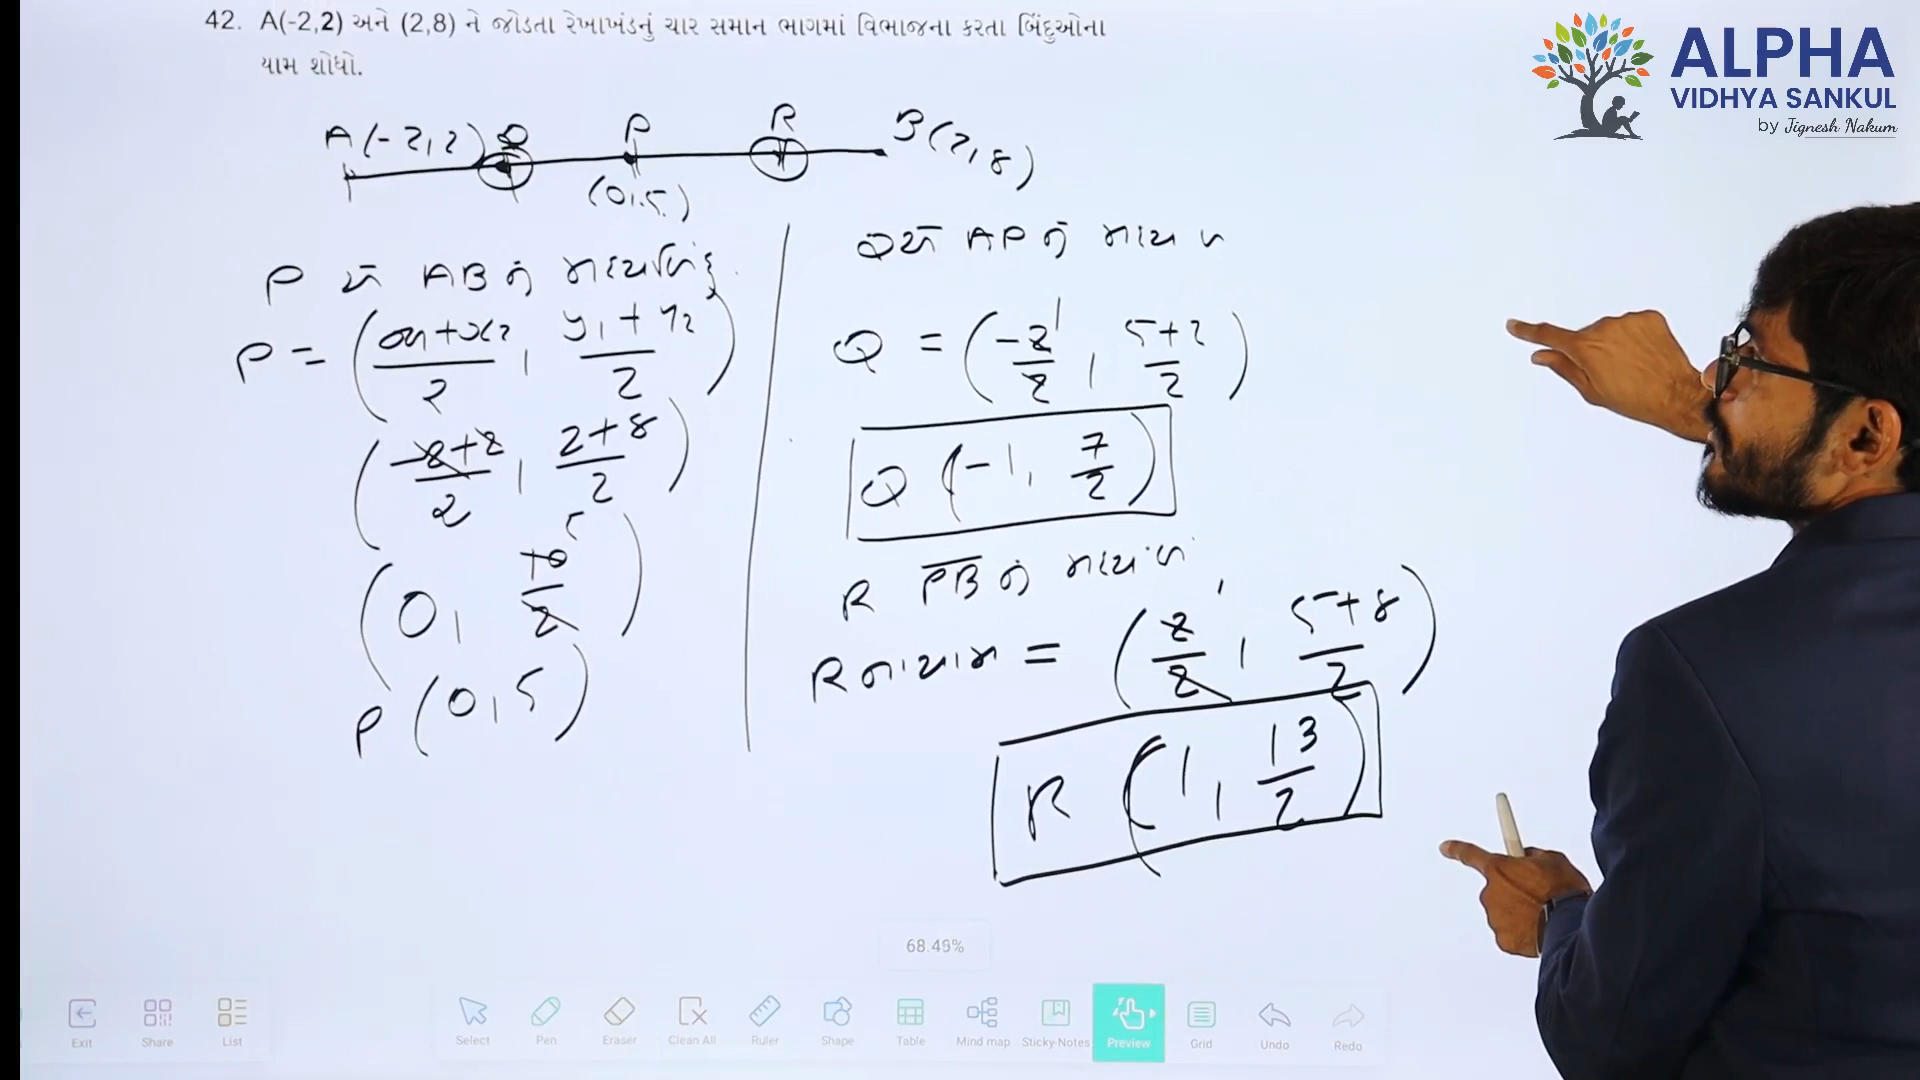 42. A(-2,2) અને (2,8) ને જોડતા રેખાખંડનું ચાર સમાન ભાગમાં વિભાજના કરતા બિંદુઓના
યામ શોધો.
ALPHA
VIDHYA SANKUL
by Jignesh Nakum
A(-2,2) Q P R B(2,8)
(0,5)
P એ AB નું મધ્યબિંદુ.
P = (x1+x2/2, y1+y2/2)
(-2+2/2, 2+8/2)
(0, 10/2) 5
P(0,5)
Q એ AP નું
Q = (-2/2, 5+2/2) 1
Q(-1, 7/2)
R PB નું
R ના યામ = (2/2, 5+8/2) 1
R(1, 13/2)
68.49%
Exit Share List Select Pen Eraser Clean All Ruler Shape Table Mind map Sticky Notes Preview Grid Undo Redo